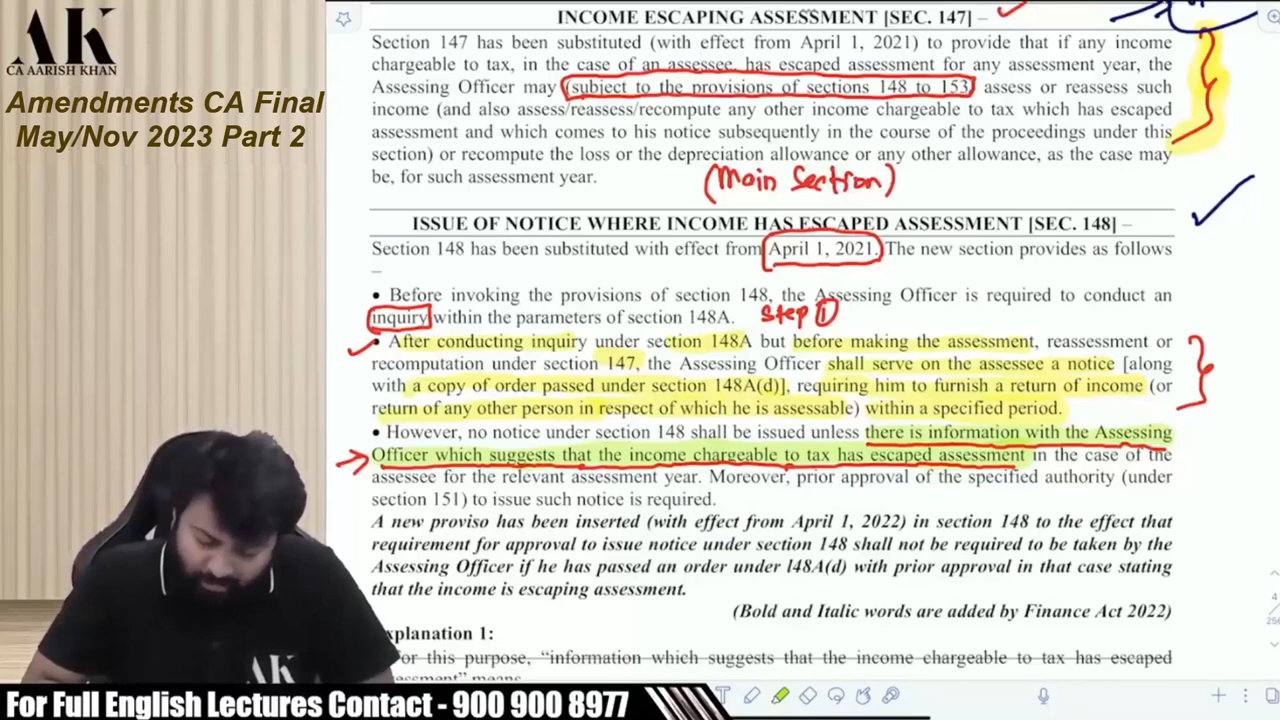 AK
CA AARISH KHAN
Amendments CA Final
May/Nov 2023 Part 2
INCOME ESCAPING ASSESSMENT [SEC. 147] –
Section 147 has been substituted (with effect from April 1, 2021) to provide that if any income
chargeable to tax, in the case of an assessee, has escaped assessment for any assessment year, the
Assessing Officer may (subject to the provisions of sections 148 to 153) assess or reassess such
income (and also assess/reassess/recompute any other income chargeable to tax which has escaped
assessment and which comes to his notice subsequently in the course of the proceedings under this
section) or recompute the loss or the depreciation allowance or any other allowance, as the case may
be, for such assessment year.
(Main Section)
ISSUE OF NOTICE WHERE INCOME HAS ESCAPED ASSESSMENT [SEC. 148] –
Section 148 has been substituted with effect from April 1, 2021. The new section provides as follows
–
• Before invoking the provisions of section 148, the Assessing Officer is required to conduct an
inquiry within the parameters of section 148A. Step 1
• After conducting inquiry under section 148A but before making the assessment, reassessment or
recomputation under section 147, the Assessing Officer shall serve on the assessee a notice [along
with a copy of order passed under section 148A(d)], requiring him to furnish a return of income (or
return of any other person in respect of which he is assessable) within a specified period.
• However, no notice under section 148 shall be issued unless there is information with the Assessing
Officer which suggests that the income chargeable to tax has escaped assessment in the case of the
assessee for the relevant assessment year. Moreover, prior approval of the specified authority (under
section 151) to issue such notice is required.
A new proviso has been inserted (with effect from April 1, 2022) in section 148 to the effect that
requirement for approval to issue notice under section 148 shall not be required to be taken by the
Assessing Officer if he has passed an order under l48A(d) with prior approval in that case stating
that the income is escaping assessment.
(Bold and Italic words are added by Finance Act 2022)
xplanation 1:
For this purpose, "information which suggests that the income chargeable to tax has escaped
AK
For Full English Lectures Contact - 900 900 8977